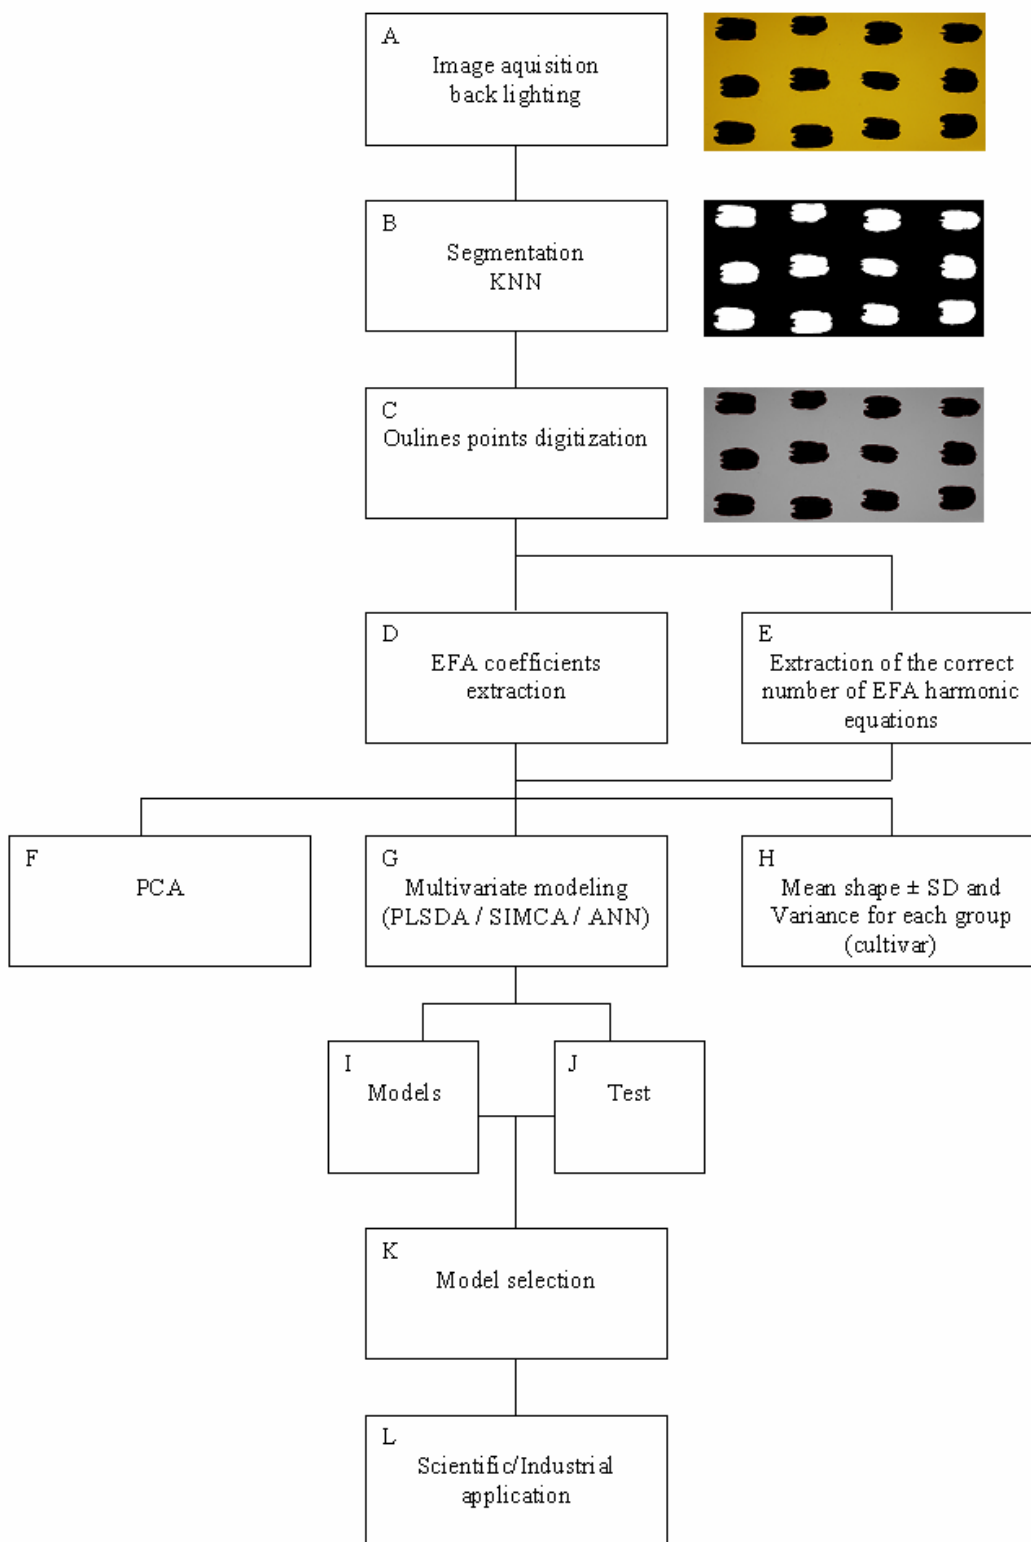 A
Image aquisition
back lighting
B
Segmentation
KNN
C
Oulines points digitization
D
EFA coefficients
extraction
E
Extraction of the correct
number of EFA harmonic
equations
F
PCA
G
Multivariate modeling
(PLSDA / SIMCA / ANN)
H
Mean shape ± SD and
Variance for each group
(cultivar)
I
Models
J
Test
K
Model selection
L
Scientific/Industrial
application